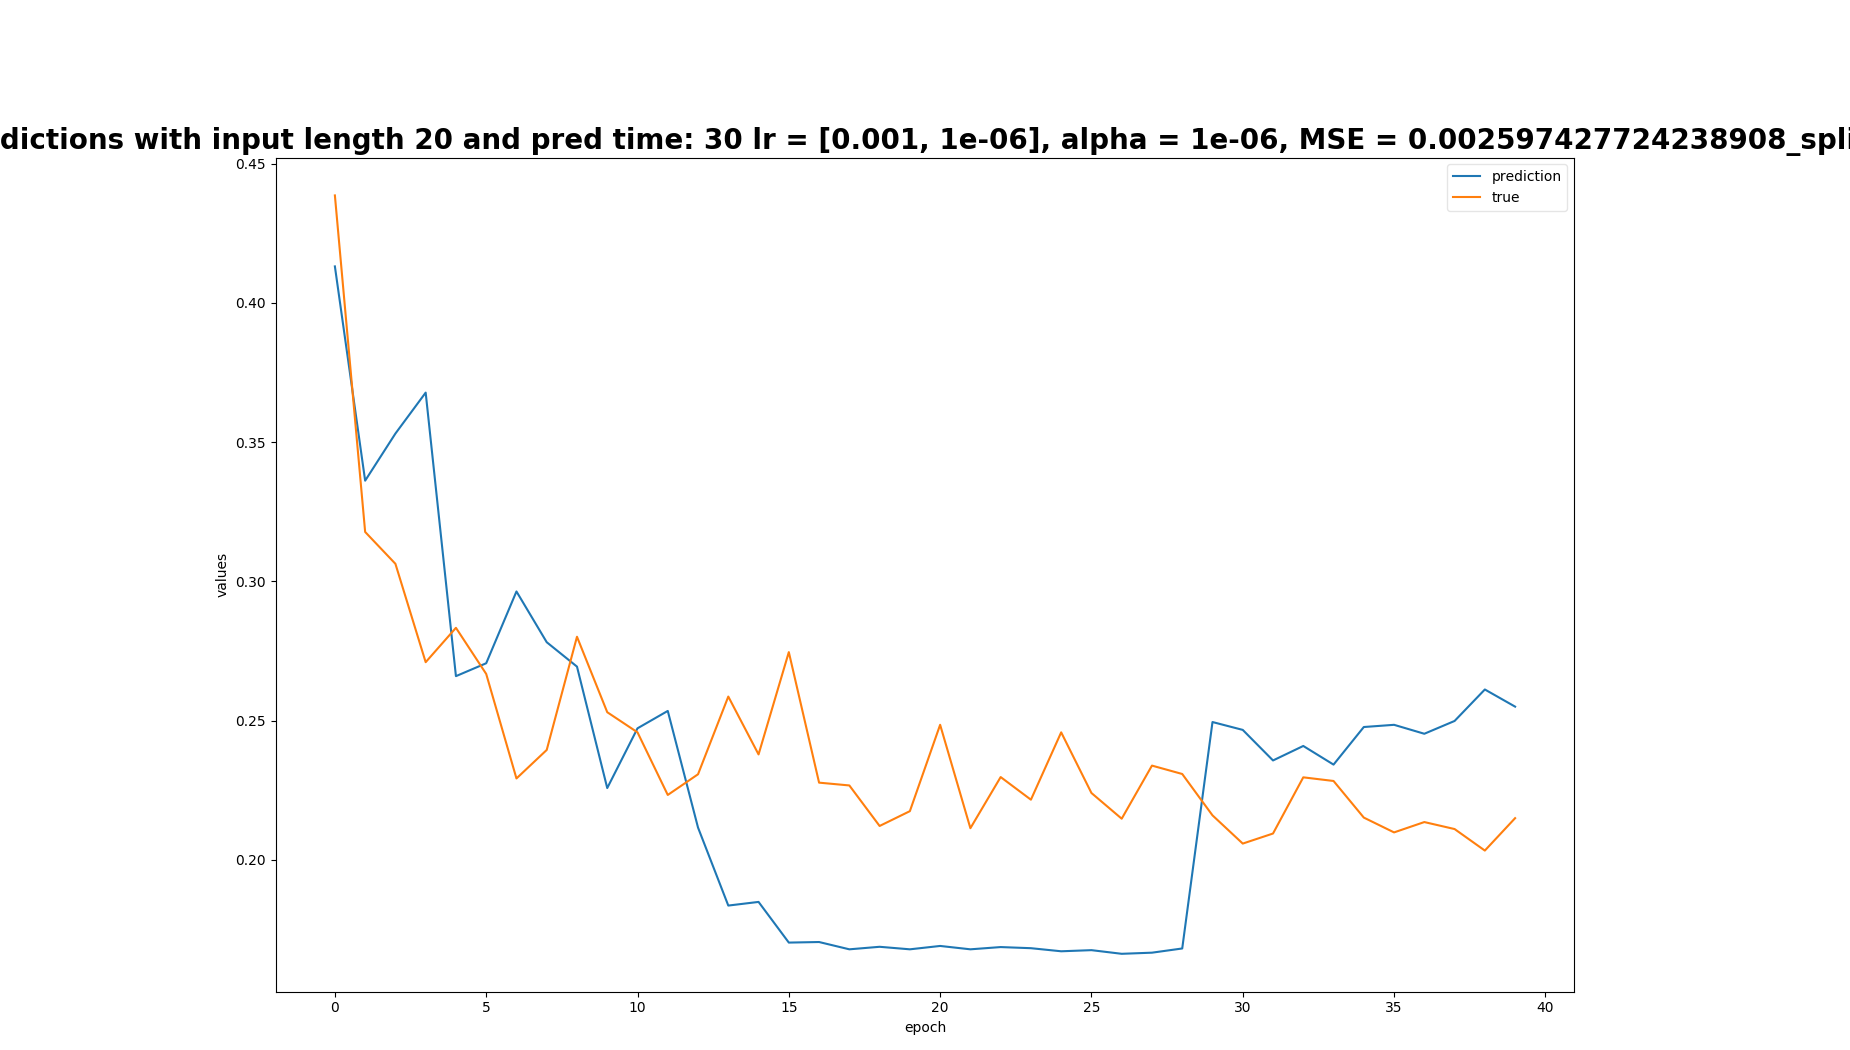 dictions with input length 20 and pred time: 30 lr = [0.001, 1e-06], alpha = 1e-06, MSE = 0.002597427724238908_spli
prediction
true
0.45
0.40
0.35
0.30
0.25
0.20
values
0 5 10 15 20 25 30 35 40
epoch